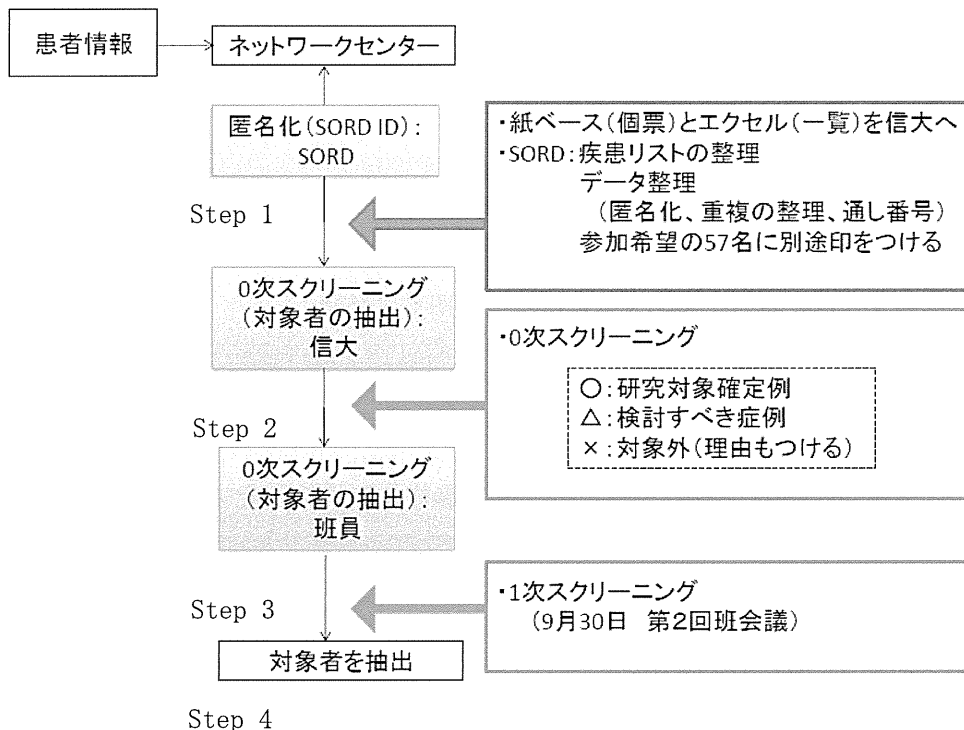 患者情報
ネットワークセンター
匿名化(SORD ID):
SORD
・紙ベース(個票)とエクセル(一覧)を信大へ
・SORD:疾患リストの整理
データ整理
(匿名化、重複の整理、通し番号)
参加希望の57名に別途印をつける
Step 1
0次スクリーニング
(対象者の抽出):
信大
・0次スクリーニング
○:研究対象確定例
△:検討すべき症例
×:対象外(理由もつける)
Step 2
0次スクリーニング
(対象者の抽出):
班員
・1次スクリーニング
(9月30日 第2回班会議)
Step 3
対象者を抽出
Step 4